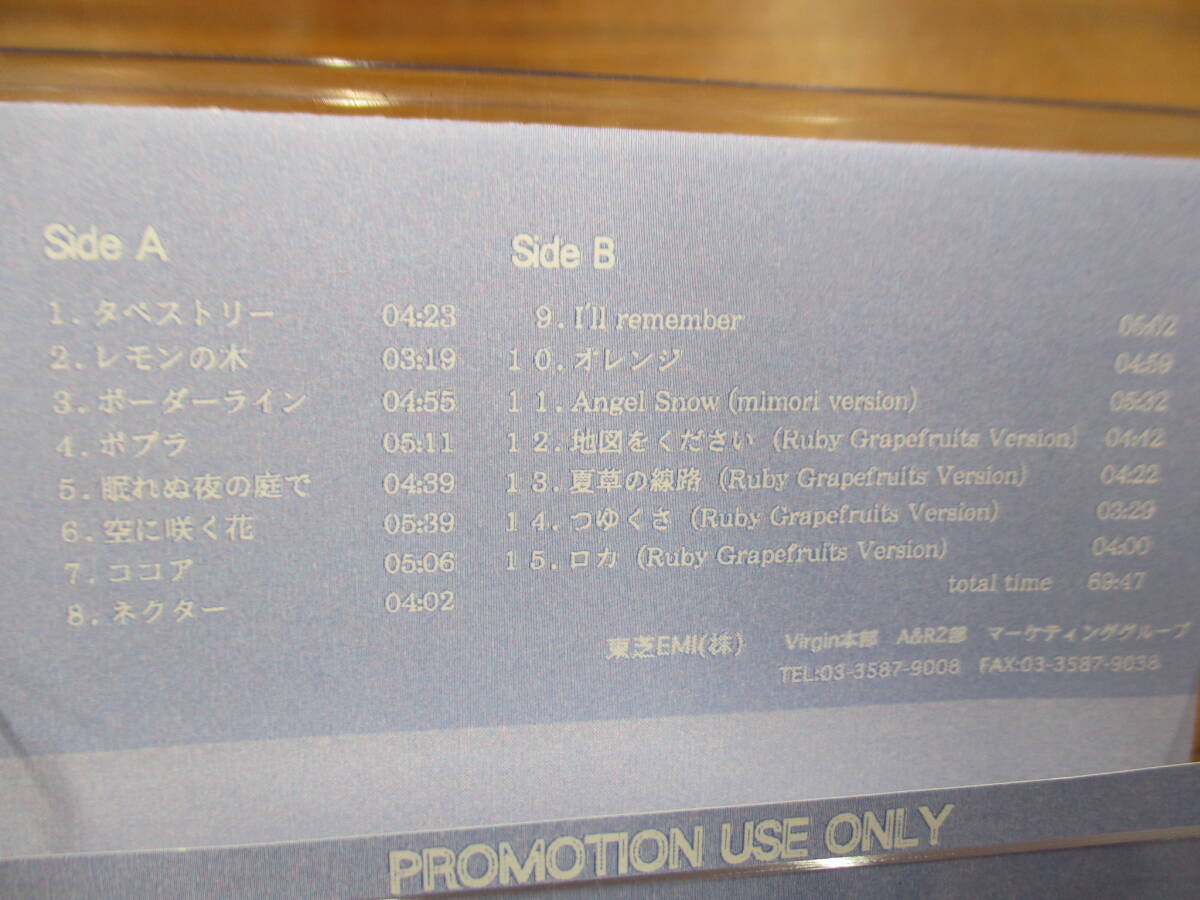 Side A
1.タペストリー 04:23
2.レモンの木 03:19
3.ボーダーライン 04:55
4.ポプラ 05:11
5.眠れぬ夜の庭で 04:39
6.空に咲く花 05:39
7.ココア 05:06
8.ネクター 04:02
Side B
9.I'll remember 06:02
10.オレンジ 04:59
11.Angel Snow (mimori version) 05:32
12.地図をください (Ruby Grapefruits Version) 04:42
13.夏草の線路 (Ruby Grapefruits Version) 04:22
14.つゆくさ (Ruby Grapefruits Version) 03:29
15.ロカ (Ruby Grapefruits Version) 04:00
total time 69:47
東芝EMI(株) Virgin本部 A&R2部 マーケティンググループ
TEL:03-3587-9008 FAX:03-3587-9038
PROMOTION USE ONLY